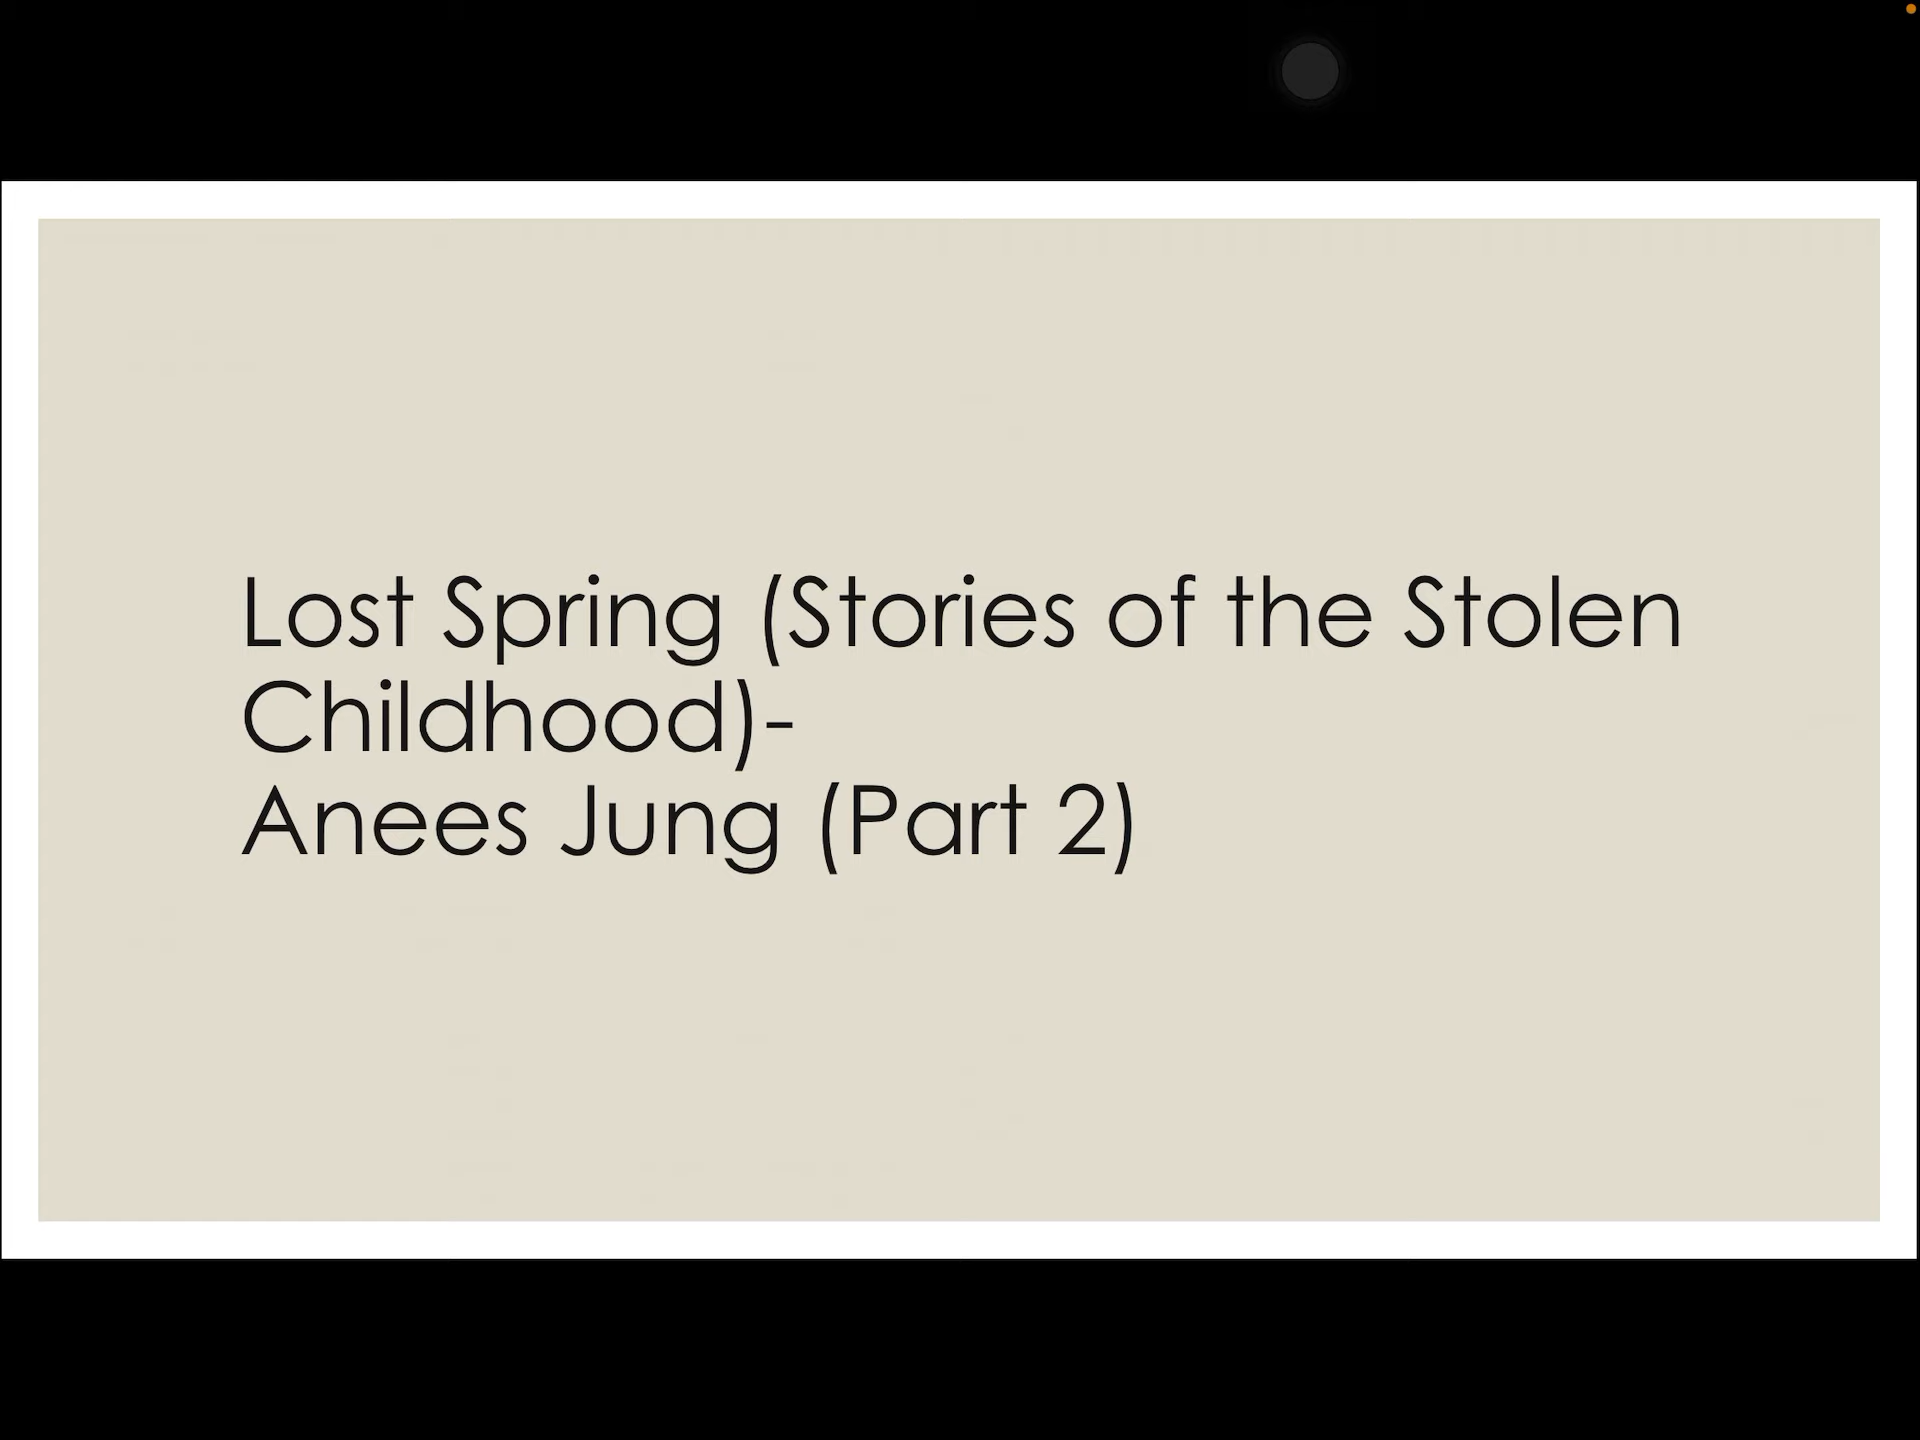 Lost Spring (Stories of the Stolen
Childhood)-
Anees Jung (Part 2)